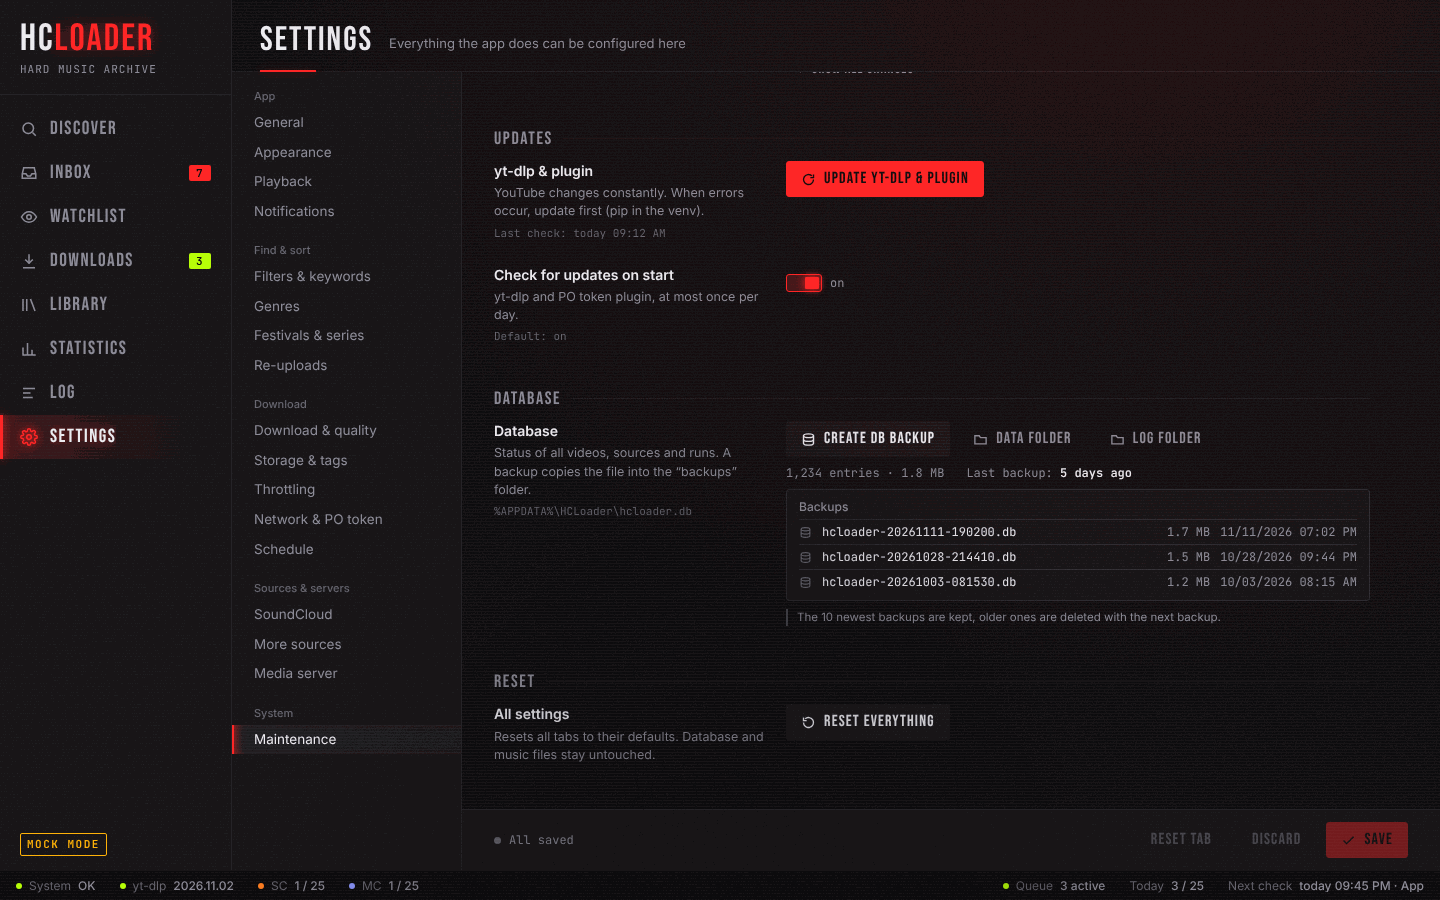 HCLOADER
HARD MUSIC ARCHIVE
DISCOVER
INBOX 7
WATCHLIST
DOWNLOADS 3
LIBRARY
STATISTICS
LOG
SETTINGS
MOCK MODE
SETTINGS Everything the app does can be configured here
App
General
Appearance
Playback
Notifications
Find & sort
Filters & keywords
Genres
Festivals & series
Re-uploads
Download
Download & quality
Storage & tags
Throttling
Network & PO token
Schedule
Sources & servers
SoundCloud
More sources
Media server
System
Maintenance
UPDATES
yt-dlp & plugin
YouTube changes constantly. When errors
occur, update first (pip in the venv).
Last check: today 09:12 AM
UPDATE YT-DLP & PLUGIN
Check for updates on start
yt-dlp and PO token plugin, at most once per
day.
Default: on
on
DATABASE
Database
Status of all videos, sources and runs. A
backup copies the file into the “backups”
folder.
%APPDATA%\HCLoader\hcloader.db
CREATE DB BACKUP DATA FOLDER LOG FOLDER
1,234 entries · 1.8 MB Last backup: 5 days ago
Backups
hcloader-20261111-190200.db 1.7 MB 11/11/2026 07:02 PM
hcloader-20261028-214410.db 1.5 MB 10/28/2026 09:44 PM
hcloader-20261003-081530.db 1.2 MB 10/03/2026 08:15 AM
The 10 newest backups are kept, older ones are deleted with the next backup.
RESET
All settings
Resets all tabs to their defaults. Database and
music files stay untouched.
RESET EVERYTHING
All saved
RESET TAB DISCARD SAVE
System OK yt-dlp 2026.11.02 SC 1 / 25 MC 1 / 25 Queue 3 active Today 3 / 25 Next check today 09:45 PM · App